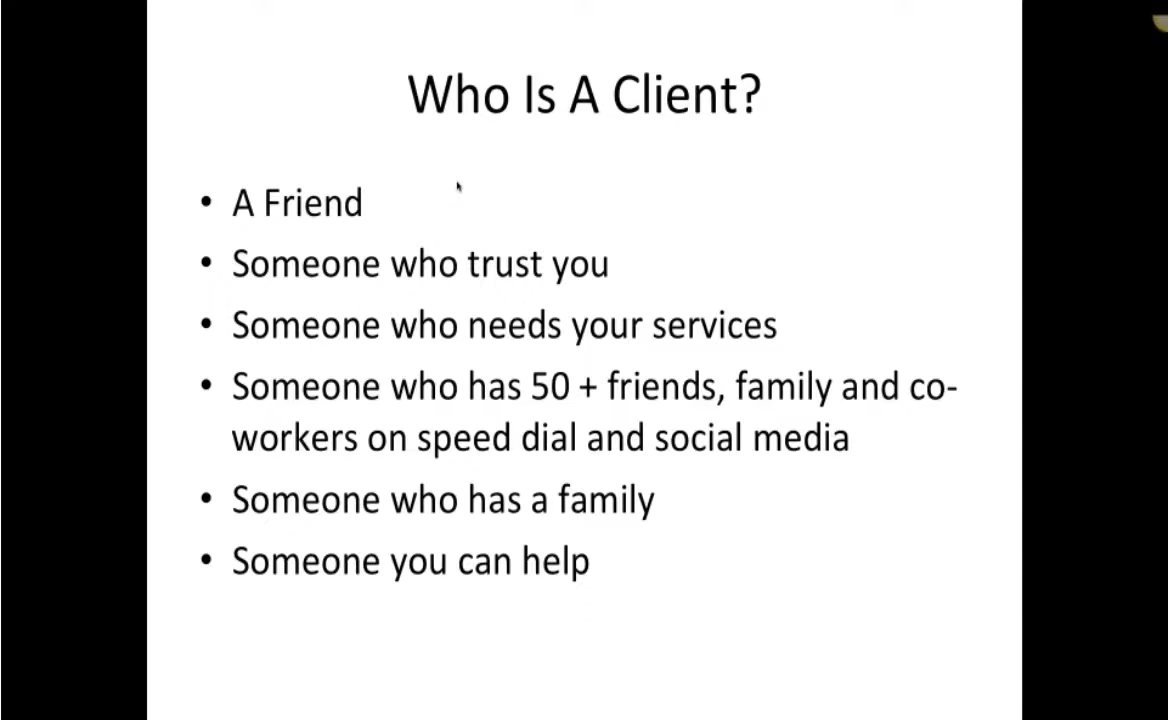 Who Is A Client?
• A Friend
• Someone who trust you
• Someone who needs your services
• Someone who has 50 + friends, family and co-
workers on speed dial and social media
• Someone who has a family
• Someone you can help